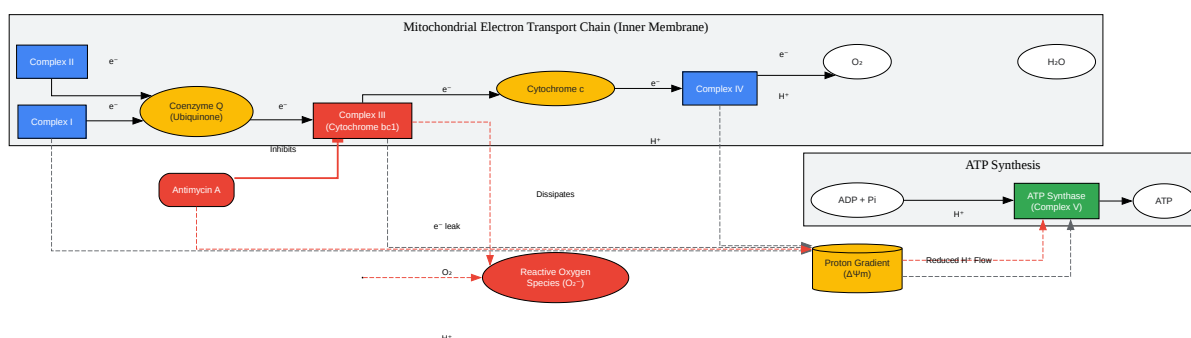 Mitochondrial Electron Transport Chain (Inner Membrane)
Complex II
e⁻
e⁻
O₂
H₂O
Complex I
e⁻
Coenzyme Q
(Ubiquinone)
e⁻
Complex III
(Cytochrome bc1)
e⁻
Cytochrome c
e⁻
Complex IV
H⁺
Inhibits
H⁺
Antimycin A
Dissipates
ATP Synthesis
ADP + Pi
H⁺
ATP Synthase
(Complex V)
ATP
e⁻ leak
O₂
Reactive Oxygen
Species (O₂⁻)
Proton Gradient
(ΔΨm)
Reduced H⁺ Flow
H⁺